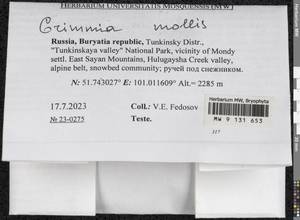 HERBARIUM UNIVERSITATIS MOSQUENSIS (MW)
Grimmia mollis
Russia, Buryatia republic, Tunkinsky Distr.,
"Tunkinskaya valley" National Park, vicinity of Mondy
settl. East Sayan Mountains, Hulugaysha Creek valley,
alpine belt, snowbed community; ручей под снежником.
N: 51.743027° E: 101.011609° Alt.= 2285 m
17.7.2023 Coll.: V.E. Fedosov
№ 23-0275 Teste.
Herbarium MW, Bryophyta
MW 9 131 653